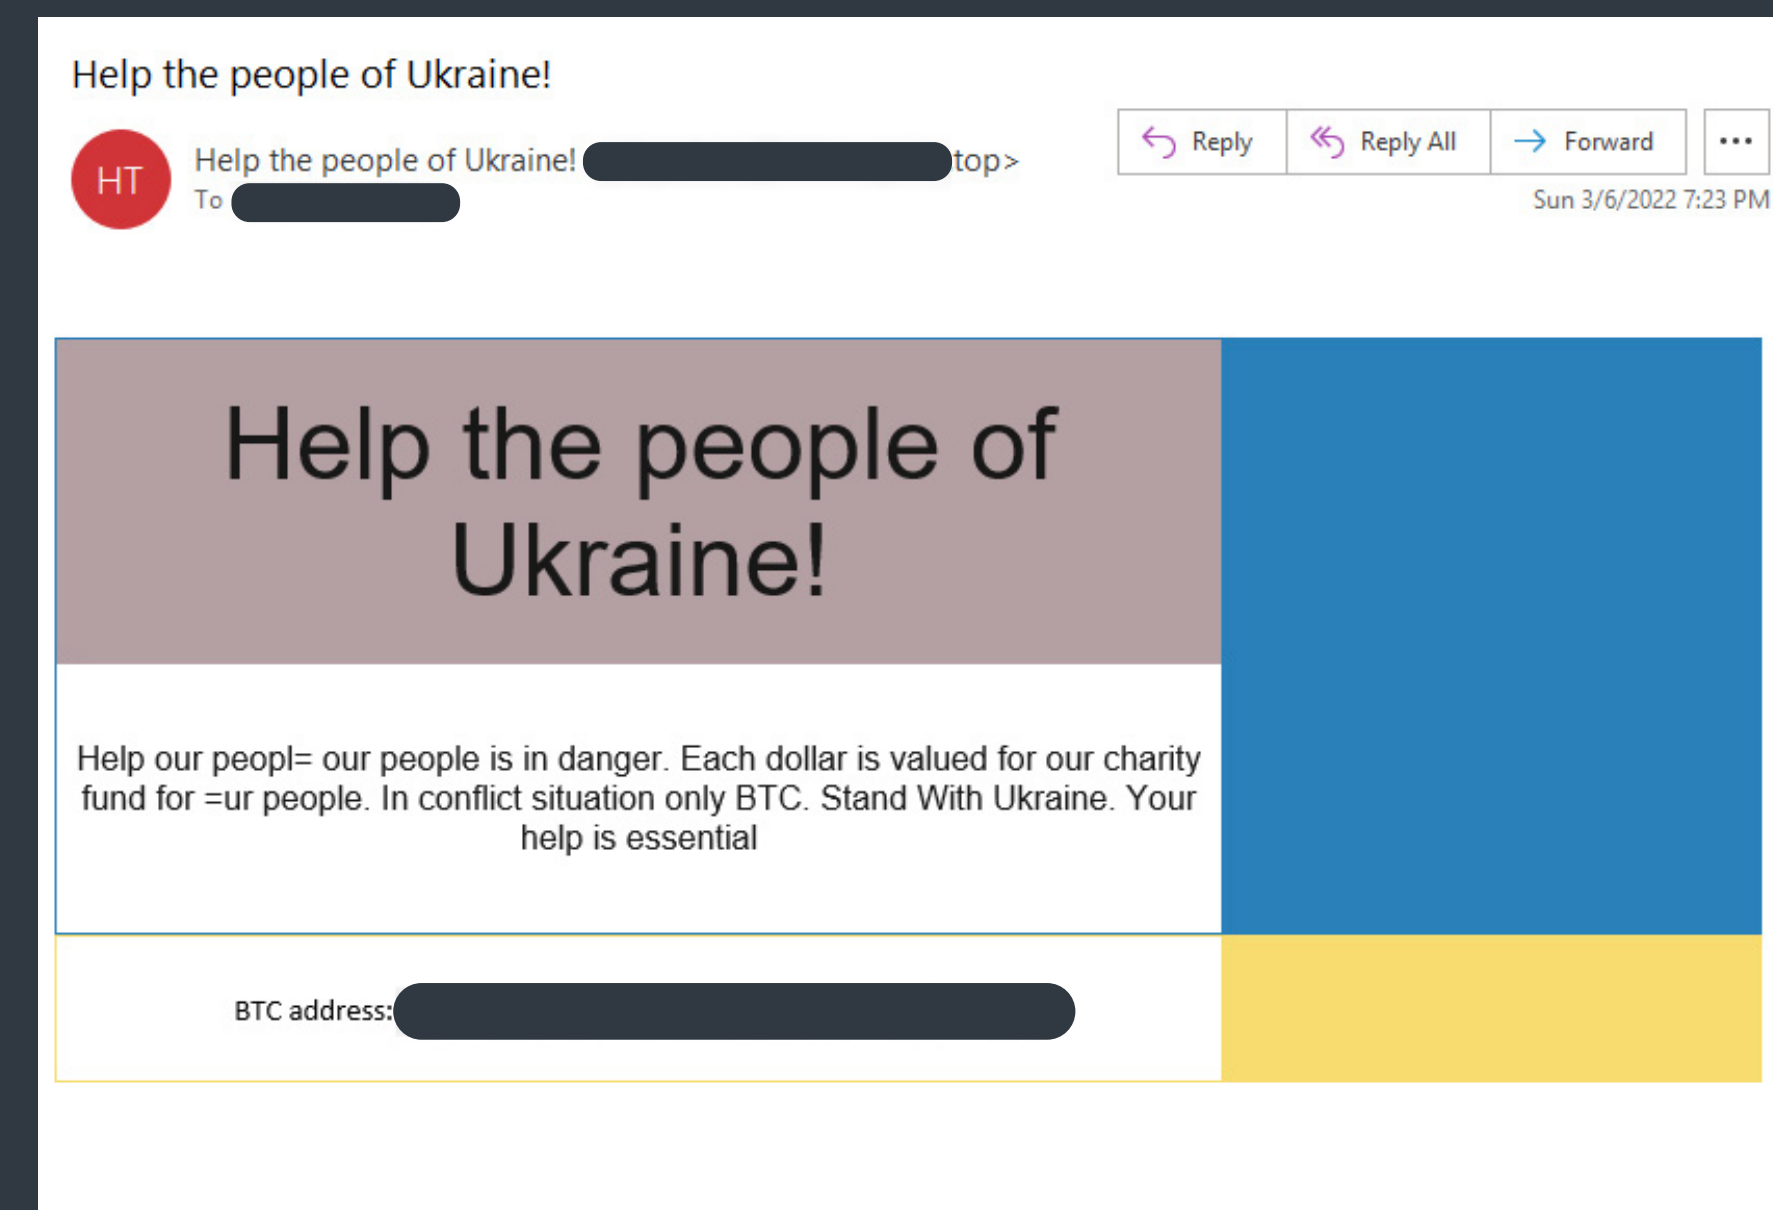 Help the people of Ukraine!
HT
Help the people of Ukraine! top>
To
Reply
Reply All
Forward
...
Sun 3/6/2022 7:23 PM
Help the people of
Ukraine!
Help our peopl= our people is in danger. Each dollar is valued for our charity
fund for =ur people. In conflict situation only BTC. Stand With Ukraine. Your
help is essential
BTC address: